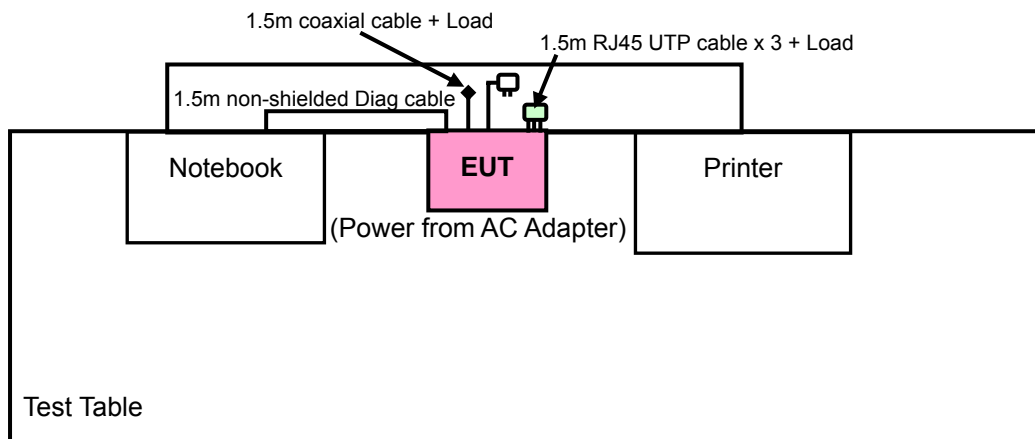 1.5m coaxial cable + Load
1.5m RJ45 UTP cable x 3 + Load
1.5m non-shielded Diag cable
Notebook
EUT
Printer
(Power from AC Adapter)
Test Table